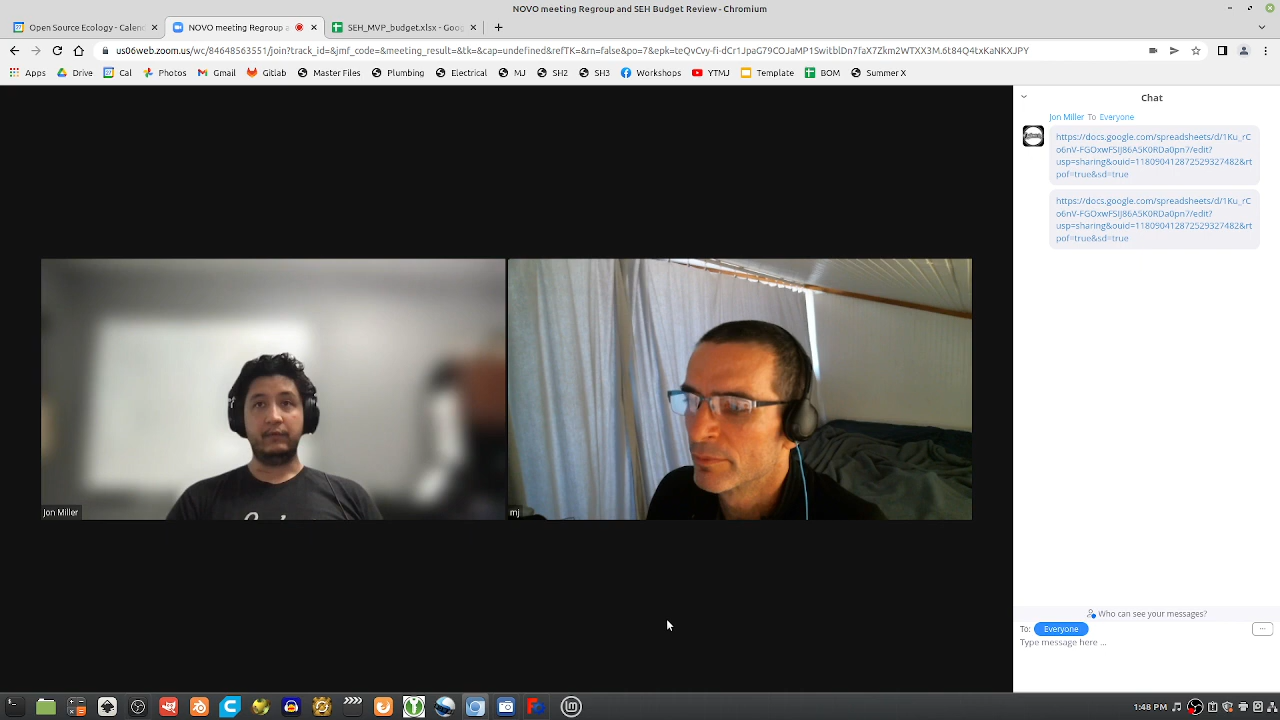 NOVO meeting Regroup and SEH Budget Review - Chromium
Open Source Ecology - Calen
NOVO meeting Regroup a
SEH_MVP_budget.xlsx - Goog
us06web.zoom.us/wc/84648563551/join?track_id=&jmf_code=&meeting_result=&tk=&cap=undefined&refTK=&rn=false&po=7&epk=teQvCvy-fi-dCr1JpaG79COJaMP1SwitblDn7faX7Zkm2WTXX3M.6t84Q4txKaNKXJPY
Apps Drive Cal Photos Gmail Gitlab Master Files Plumbing Electrical MJ SH2 SH3 Workshops YTMJ Template BOM Summer X
Chat
Jon Miller To Everyone
https://docs.google.com/spreadsheets/d/1Ku_rC
o6nV-FGOxwFSIJ86A5K0RDa0pn7/edit?
usp=sharing&ouid=118090412872529327482&rt
pof=true&sd=true
https://docs.google.com/spreadsheets/d/1Ku_rC
o6nV-FGOxwFSIJ86A5K0RDa0pn7/edit?
usp=sharing&ouid=118090412872529327482&rt
pof=true&sd=true
Jon Miller
mj
Who can see your messages?
To: Everyone
Type message here ...
1:48 PM